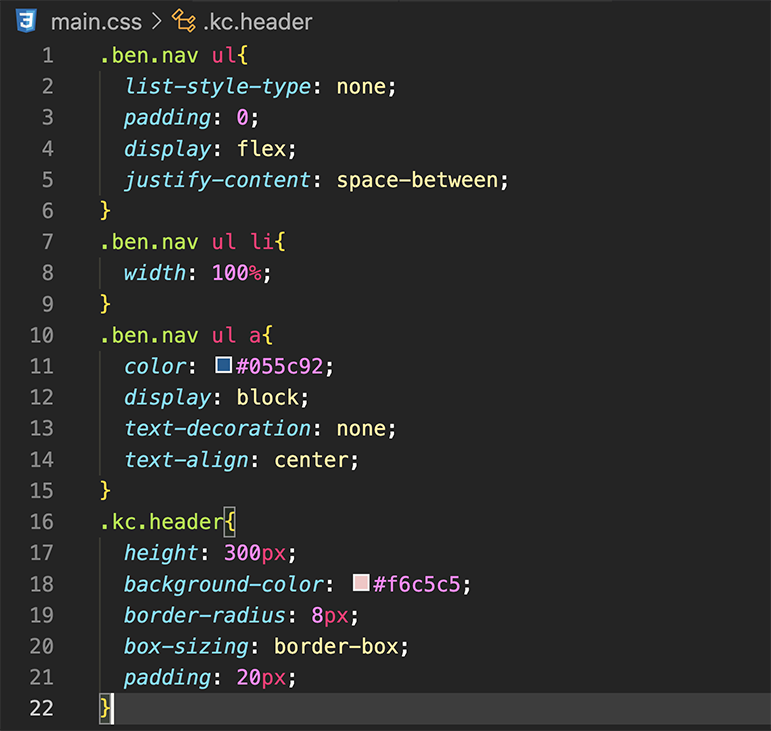 main.css > .kc.header
1 .ben.nav ul{
2 list-style-type: none;
3 padding: 0;
4 display: flex;
5 justify-content: space-between;
6 }
7 .ben.nav ul li{
8 width: 100%;
9 }
10 .ben.nav ul a{
11 color: #055c92;
12 display: block;
13 text-decoration: none;
14 text-align: center;
15 }
16 .kc.header{
17 height: 300px;
18 background-color: #f6c5c5;
19 border-radius: 8px;
20 box-sizing: border-box;
21 padding: 20px;
22 }